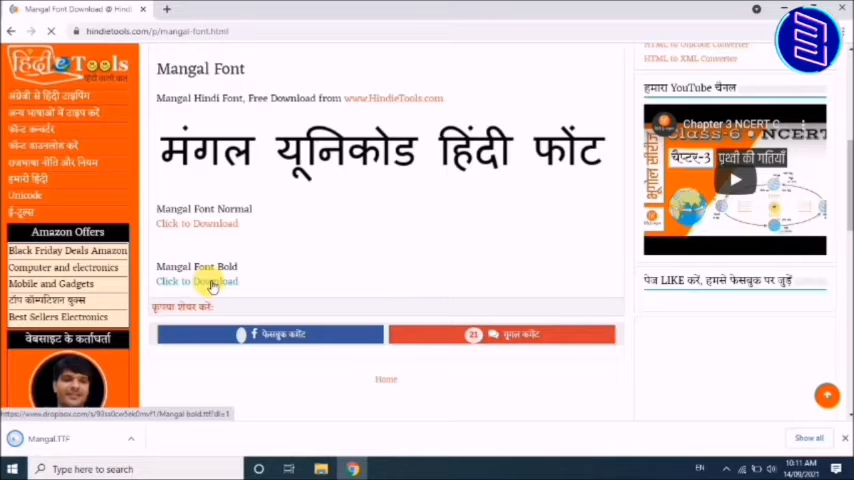 Mangal Font Download @ Hindi
hindietools.com/p/mangal-font.html
हिंदी e Tools
अंग्रेजी से हिंदी टाइपिंग
अन्य भाषाओं में टाइप करें
फ़ॉन्ट कन्वर्टर
फ़ॉन्ट डाउनलोड करें
राजभाषा नीति और नियम
हमारी हिंदी
Unicode
ई-टूल्स
Amazon Offers
Black Friday Deals Amazon
Computer and electronics
Mobile and Gadgets
टॉप कॉम्पटिशन बुक्स
Best Sellers Electronics
वेबसाइट के कर्ताधर्ता
Mangal Font
Mangal Hindi Font, Free Download from www.HindieTools.com
मंगल यूनिकोड हिंदी फोंट
Mangal Font Normal
Click to Download
Mangal Font Bold
Click to Download
कृपया शेयर करें:
फेसबुक कमेंट
21 गूगल कमेंट
Home
HTML to Unicode Converter
HTML to XML Converter
हमारा YouTube चैनल
Chapter 3 NCERT C
Class-6 NCERT
चैप्टर-3 पृथ्वी की गतियाँ
पेज LIKE करें, हमसे फेसबुक पर जुड़ें
Mangal.TTF
Show all
Type here to search
EN
10:11 AM
14/09/2021